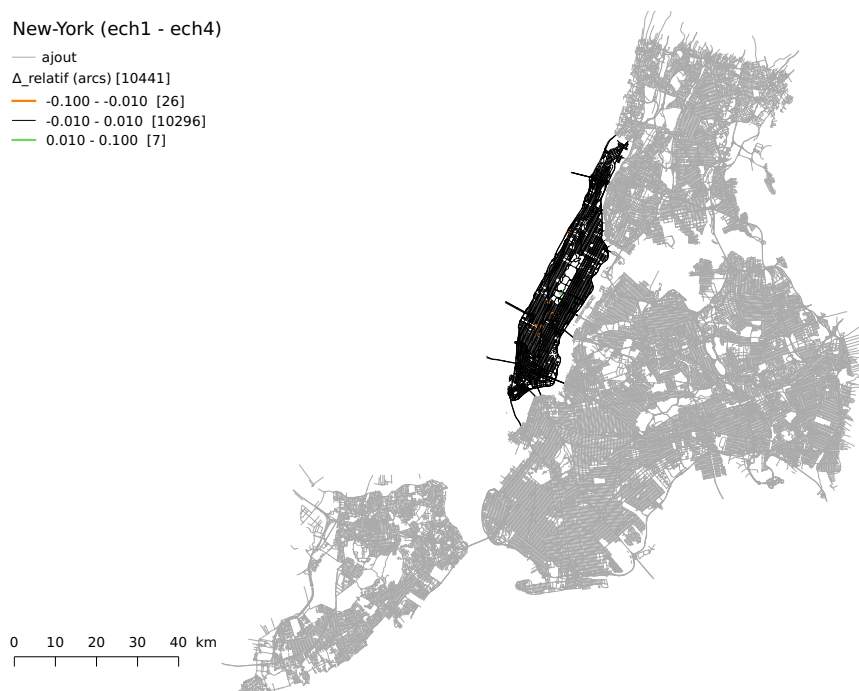 New-York (ech1 - ech4)
ajout
Δ_relatif (arcs) [10441]
-0.100 - -0.010 [26]
-0.010 - 0.010 [10296]
0.010 - 0.100 [7]
0 10 20 30 40 km